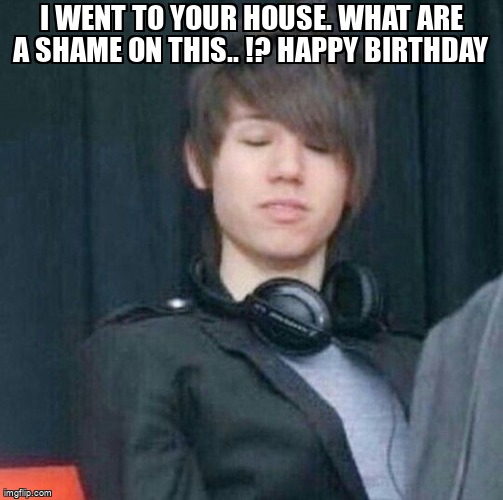 I WENT TO YOUR HOUSE. WHAT ARE
A SHAME ON THIS.. !? HAPPY BIRTHDAY
imgflip.com